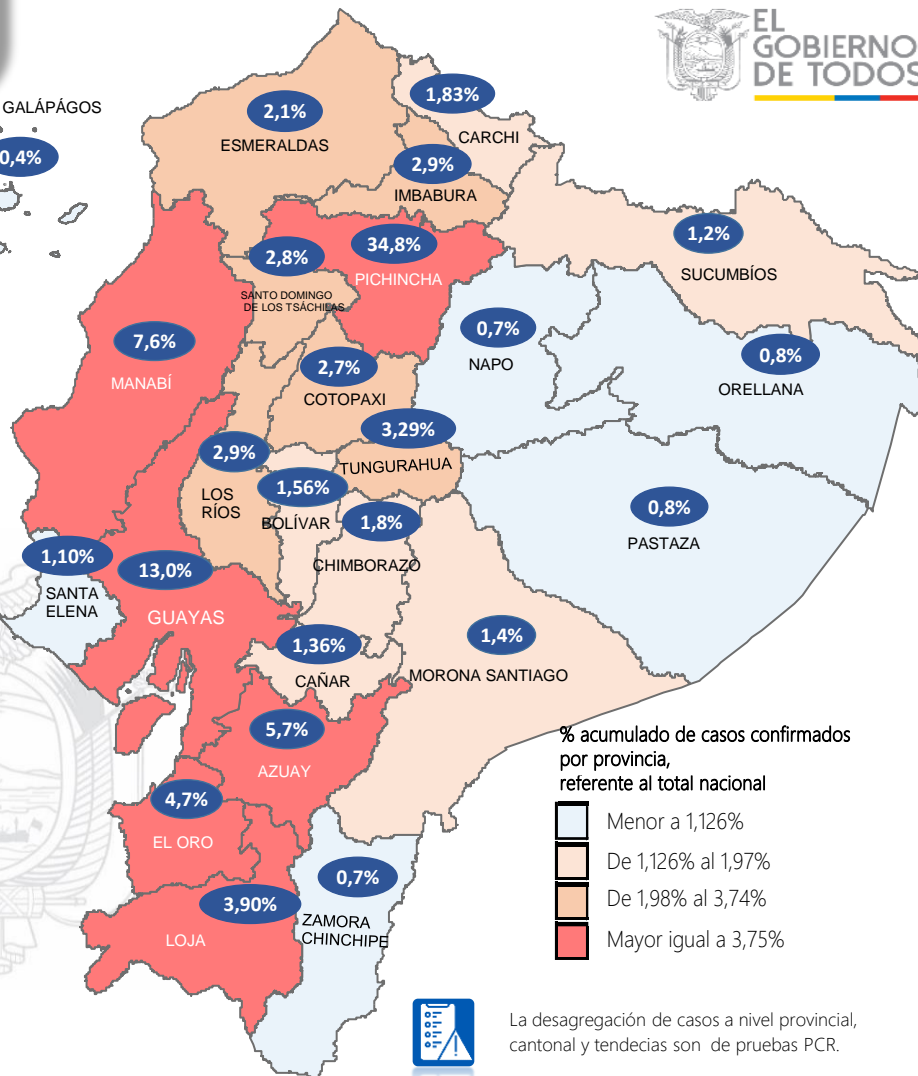 EL
GOBIERNO
DE TODOS
GALÁPÁGOS
0,4%
2,1%
ESMERALDAS
1,83%
CARCHI
2,9%
IMBABURA
34,8%
PICHINCHA
1,2%
SUCUMBÍOS
2,8%
SANTO DOMINGO
DE LOS TSÁCHILAS
7,6%
MANABÍ
0,7%
NAPO
0,8%
ORELLANA
2,7%
COTOPAXI
3,29%
TUNGURAHUA
2,9%
LOS
RÍOS
1,56%
BOLÍVAR
1,8%
CHIMBORAZO
0,8%
PASTAZA
1,10%
SANTA
ELENA
13,0%
GUAYAS
1,36%
CAÑAR
1,4%
MORONA SANTIAGO
5,7%
AZUAY
4,7%
EL ORO
3,90%
LOJA
0,7%
ZAMORA
CHINCHIPE
% acumulado de casos confirmados
por provincia,
referente al total nacional
Menor a 1,126%
De 1,126% al 1,97%
De 1,98% al 3,74%
Mayor igual a 3,75%
La desagregación de casos a nivel provincial,
cantonal y tendecias son de pruebas PCR.